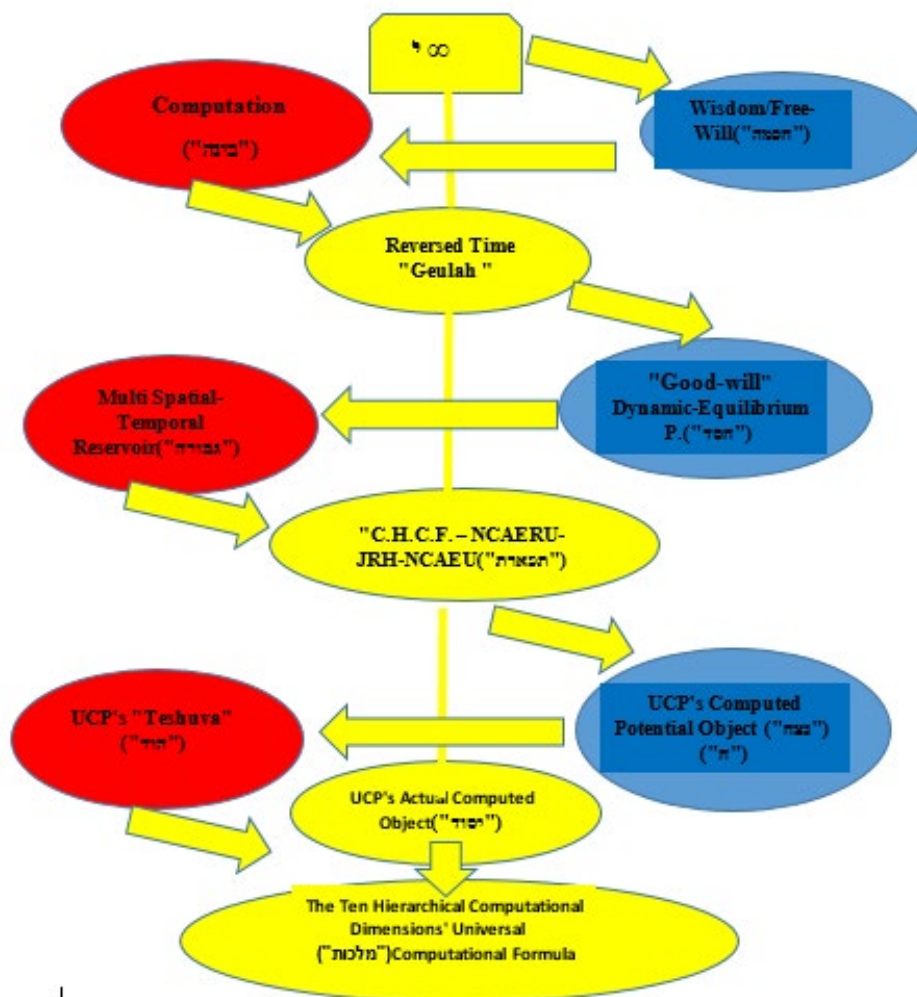 י ∞
Computation
("בינה")
Wisdom/Free-
Will("חכמה")
Reversed Time
"Geulah "
Multi Spatial-
Temporal
Reservoir("גבורה")
"Good-will"
Dynamic-Equilibrium
P.("חסד")
"C.H.C.F. – NCAERU-
JRH-NCAEU("תפארת")
UCP's "Teshuva"
("הוד")
UCP's Computed
Potential Object ("נצח")
("ח")
UCP's Actual Computed
Object("יסוד")
The Ten Hierarchical Computational
Dimensions' Universal
("מלכות")Computational Formula